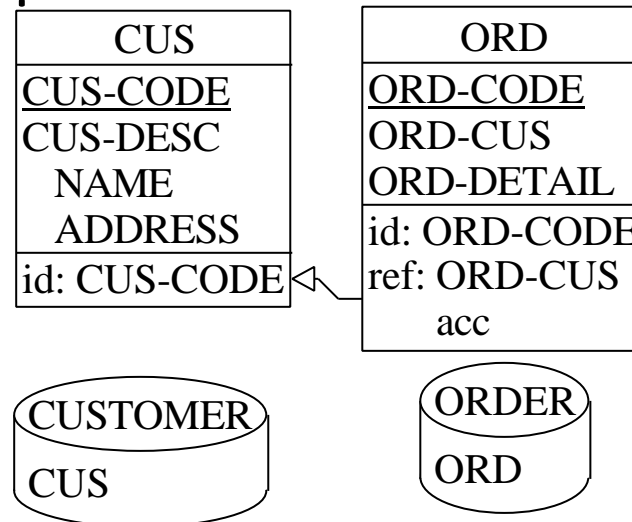 CUS
CUS-CODE
CUS-DESC
NAME
ADDRESS
id: CUS-CODE
ORD
ORD-CODE
ORD-CUS
ORD-DETAIL
id: ORD-CODE
ref: ORD-CUS
acc
CUSTOMER
CUS
ORDER
ORD